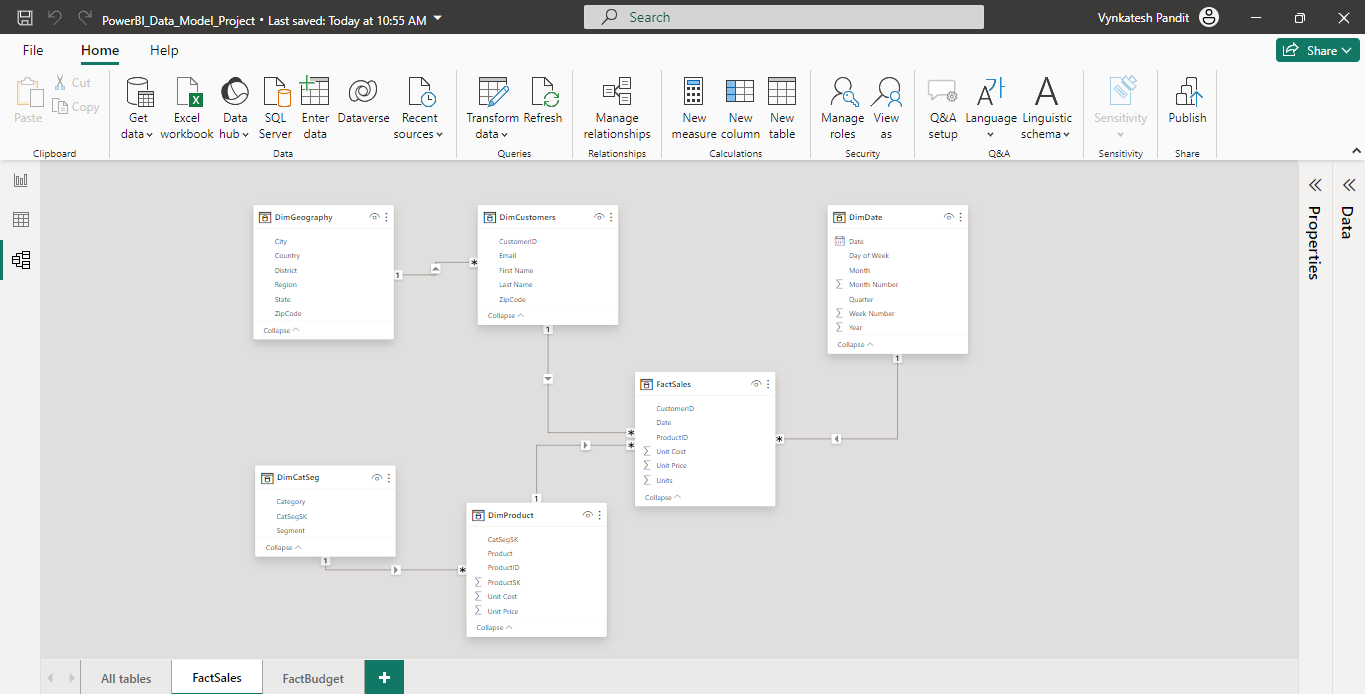 PowerBI_Data_Model_Project • Last saved: Today at 10:55 AM
Search
Vynkatesh Pandit
File
Home
Help
Share
Paste
Cut
Copy
Get data
Excel workbook
Data hub
SQL Server
Enter data
Dataverse
Recent sources
Transform data
Refresh
Manage relationships
New measure
New column
New table
Manage roles
View as
Q&A setup
Language
Linguistic schema
Sensitivity
Publish
Clipboard
Data
Queries
Relationships
Calculations
Security
Q&A
Sensitivity
Share
DimGeography
City
Country
District
Region
State
ZipCode
Collapse
1
*
DimCustomers
CustomerID
Email
First Name
Last Name
ZipCode
Collapse
1
DimDate
Date
Day of Week
Month
Month Number
Quarter
Week Number
Year
Collapse
1
FactSales
CustomerID
Date
ProductID
Unit Cost
Unit Price
Units
Collapse
*
*
*
DimCatSeg
Category
CatSegSK
Segment
Collapse
1
*
DimProduct
CatSegSK
Product
ProductID
ProductSK
Unit Cost
Unit Price
Collapse
1
Properties
Data
All tables
FactSales
FactBudget
+